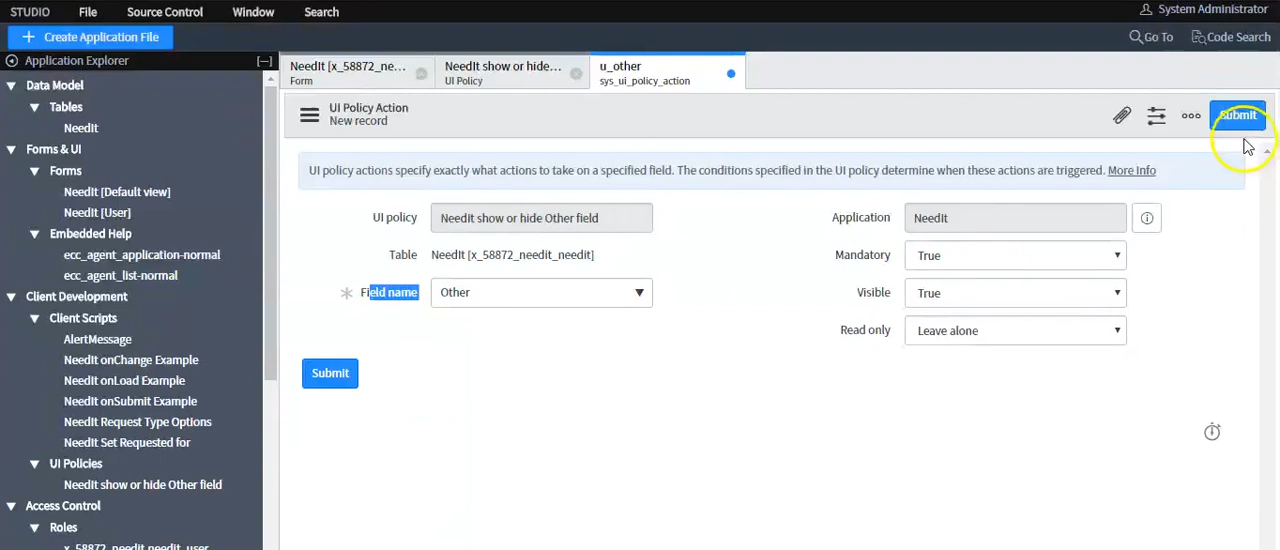 STUDIO File Source Control Window Search System Administrator
+ Create Application File Go To Code Search
Application Explorer [—]
NeedIt [x_58872_ne... NeedIt show or hide... u_other
Form UI Policy sys_ui_policy_action
Data Model
Tables
NeedIt
Forms & UI
Forms
NeedIt [Default view]
NeedIt [User]
Embedded Help
ecc_agent_application-normal
ecc_agent_list-normal
Client Development
Client Scripts
AlertMessage
NeedIt onChange Example
NeedIt onLoad Example
NeedIt onSubmit Example
NeedIt Request Type Options
NeedIt Set Requested for
UI Policies
NeedIt show or hide Other field
Access Control
Roles
x_58872_needit.needit_user
UI Policy Action
New record
Submit
UI policy actions specify exactly what actions to take on a specified field. The conditions specified in the UI policy determine when these actions are triggered. More Info
UI policy NeedIt show or hide Other field Application NeedIt
Table NeedIt [x_58872_needit_needit] Mandatory True
Field name Other Visible True
Read only Leave alone
Submit